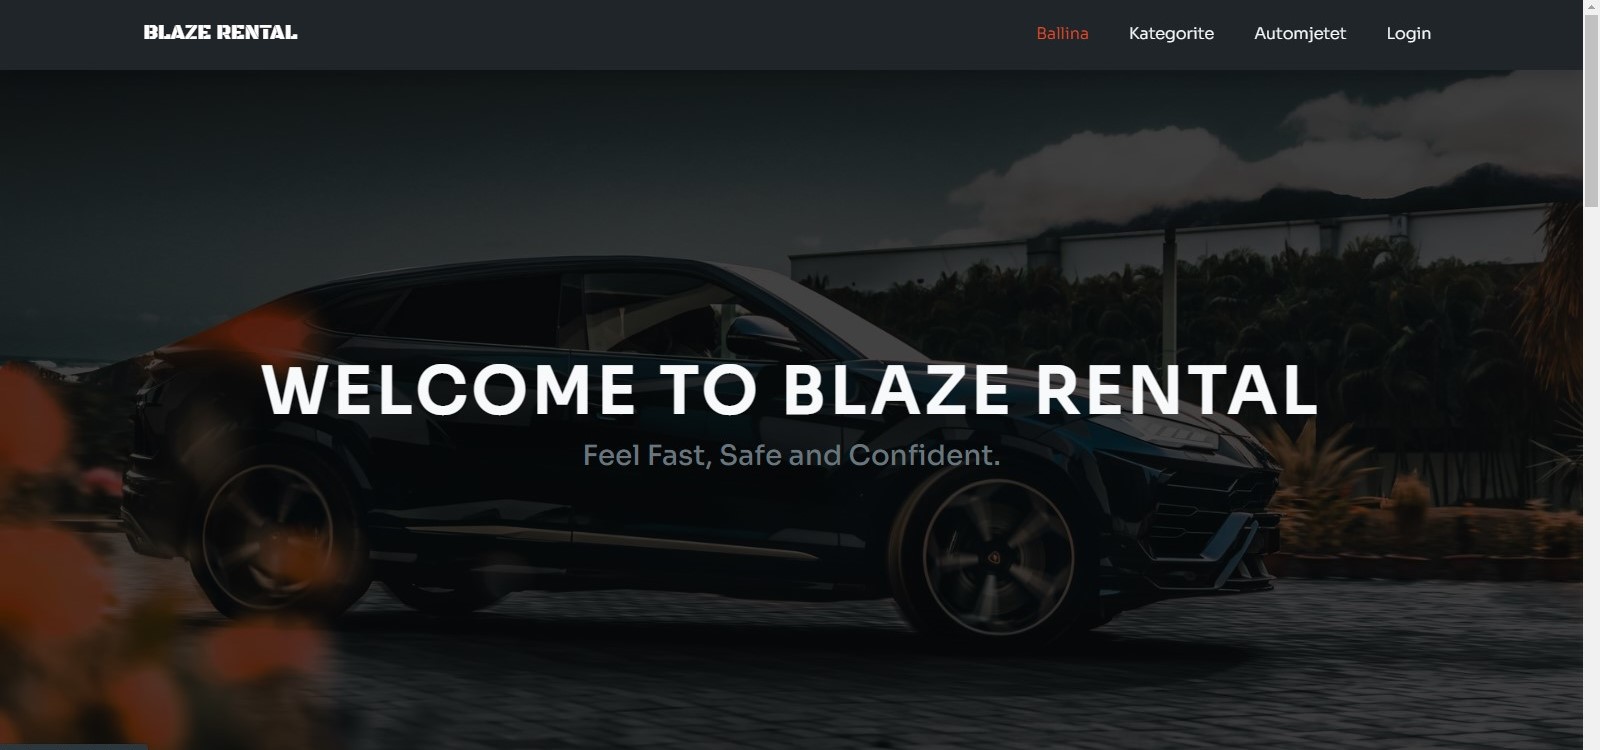 BLAZE RENTAL
Ballina Kategorite Automjetet Login
WELCOME TO BLAZE RENTAL
Feel Fast, Safe and Confident.